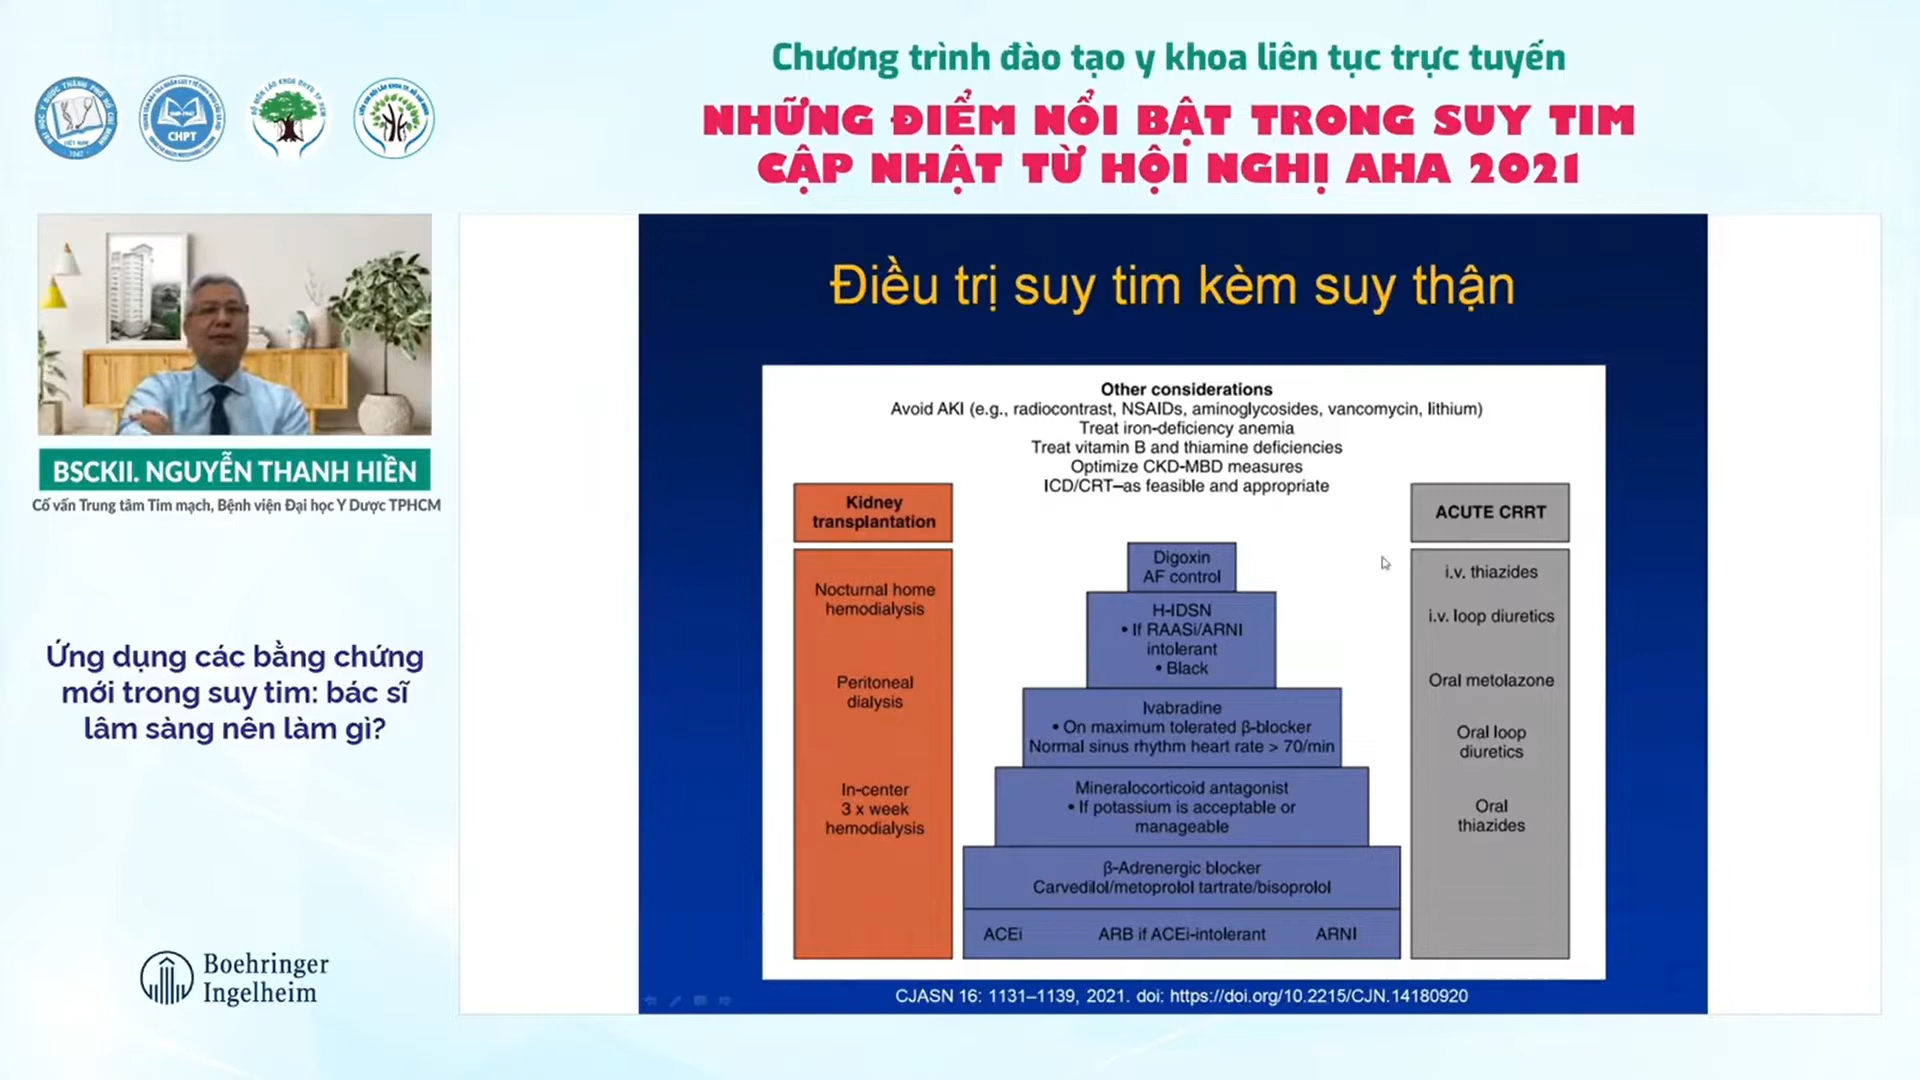 Chương trình đào tạo y khoa liên tục trực tuyến
NHỮNG ĐIỂM NỔI BẬT TRONG SUY TIM
CẬP NHẬT TỪ HỘI NGHỊ AHA 2021
CHPT
BSCKII. NGUYỄN THANH HIỀN
Cố vấn Trung tâm Tim mạch, Bệnh viện Đại học Y Dược TPHCM
Ứng dụng các bằng chứng
mới trong suy tim: bác sĩ
lâm sàng nên làm gì?
Boehringer
Ingelheim
Điều trị suy tim kèm suy thận
Other considerations
Avoid AKI (e.g., radiocontrast, NSAIDs, aminoglycosides, vancomycin, lithium)
Treat iron-deficiency anemia
Treat vitamin B and thiamine deficiencies
Optimize CKD-MBD measures
ICD/CRT–as feasible and appropriate
Kidney
transplantation
Nocturnal home
hemodialysis
Peritoneal
dialysis
In-center
3 x week
hemodialysis
Digoxin
AF control
H-IDSN
• If RAASi/ARNI
intolerant
• Black
Ivabradine
• On maximum tolerated β-blocker
Normal sinus rhythm heart rate > 70/min
Mineralocorticoid antagonist
• If potassium is acceptable or
manageable
β-Adrenergic blocker
Carvedilol/metoprolol tartrate/bisoprolol
ACEi ARB if ACEi-intolerant ARNI
ACUTE CRRT
i.v. thiazides
i.v. loop diuretics
Oral metolazone
Oral loop
diuretics
Oral
thiazides
CJASN 16: 1131–1139, 2021. doi: https://doi.org/10.2215/CJN.14180920